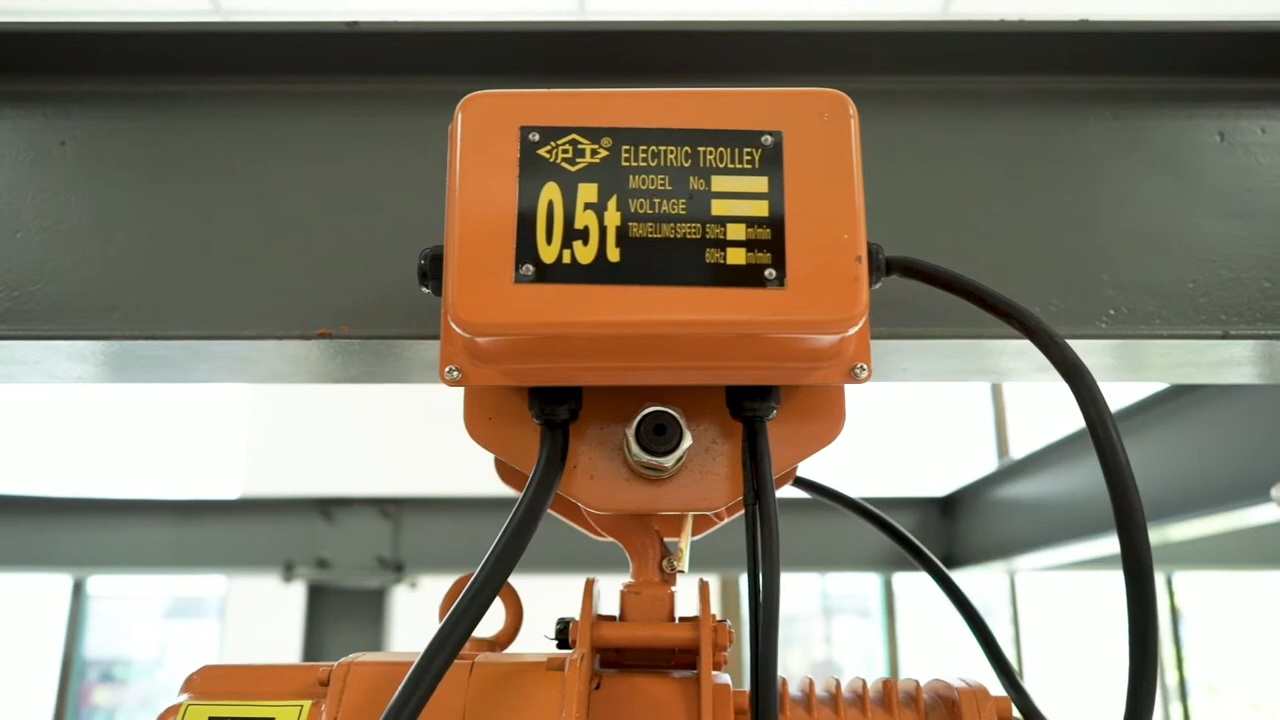 沪工®
ELECTRIC TROLLEY
0.5t
MODEL No.
VOLTAGE
TRAVELLING SPEED 50Hz m/min
60Hz m/min